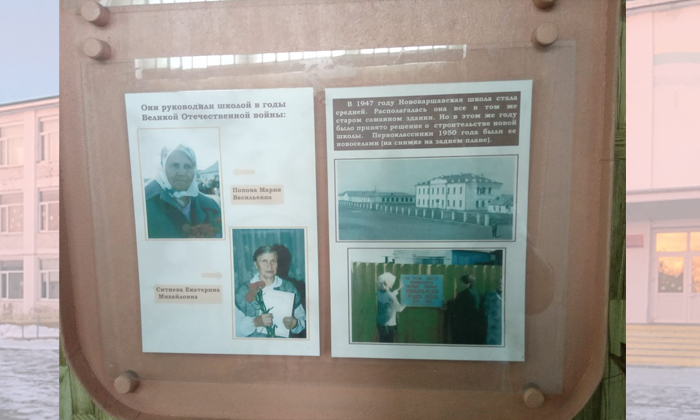 Они руководили школой в годы
Великой Отечественной войны:
Попова Мария
Васильевна
Ситнева Екатерина
Михайловна
В 1947 году Нововаршавская школа стала
средней. Располагалась она все в том же
старом саманном здании. Но в этом же году
было принято решение о строительстве новой
школы. Первоклассники 1950 года были ее
новоселами (на снимке на заднем плане).